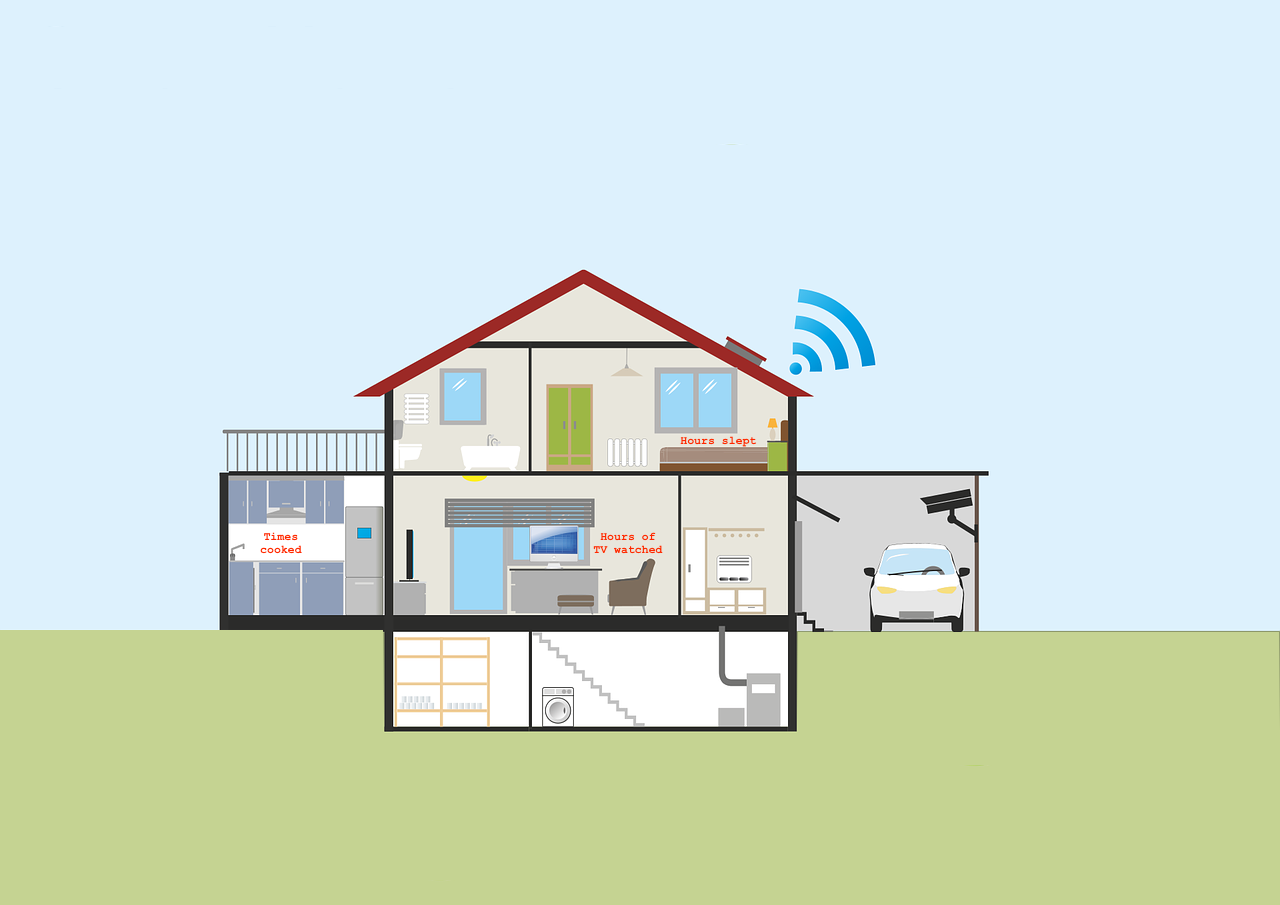 Hours slept
Times
cooked
Hours of
TV watched